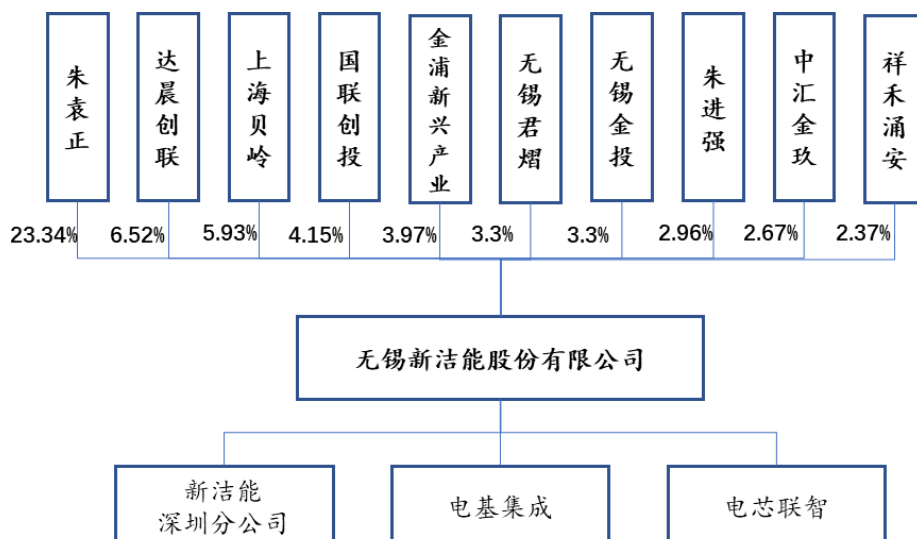 朱袁正
达晨创联
上海贝岭
国联创投
金浦新兴产业
无锡君熠
无锡金投
朱进强
中汇金玖
祥禾涌安
23.34%
6.52%
5.93%
4.15%
3.97%
3.3%
3.3%
2.96%
2.67%
2.37%
无锡新洁能股份有限公司
新洁能
深圳分公司
电基集成
电芯联智